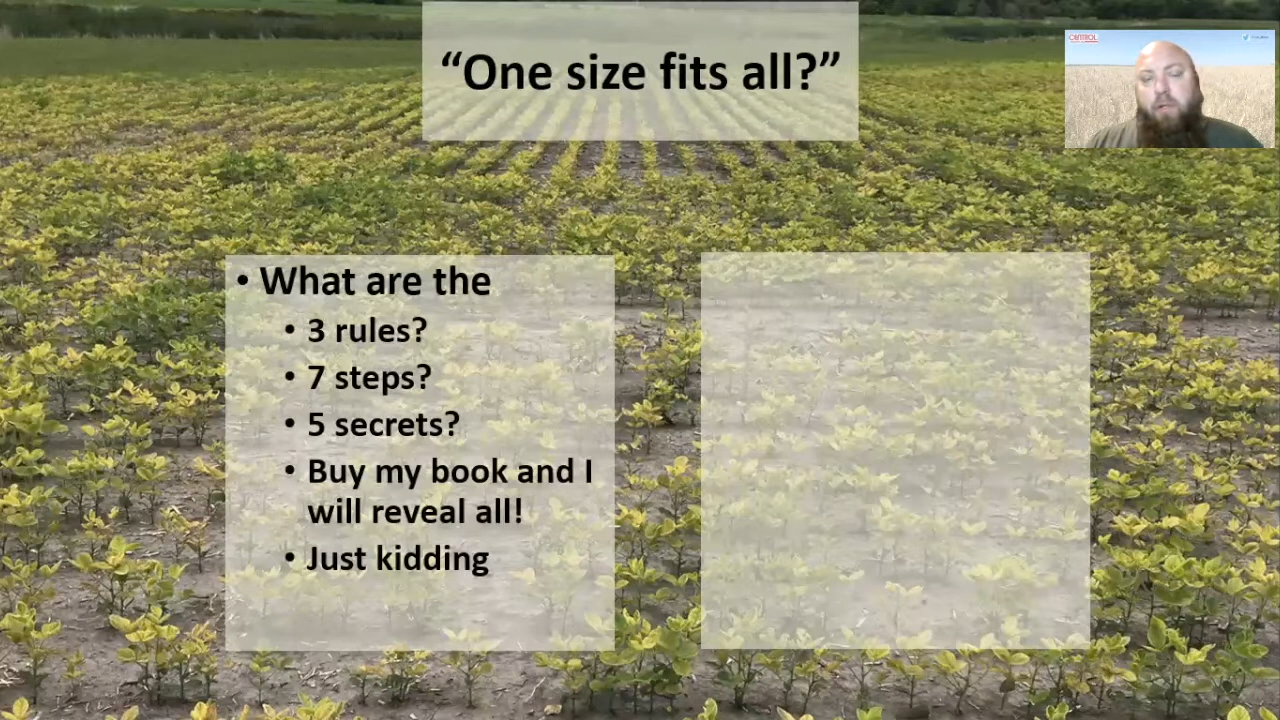 “One size fits all?”
CENTROL
• What are the
• 3 rules?
• 7 steps?
• 5 secrets?
• Buy my book and I
will reveal all!
• Just kidding